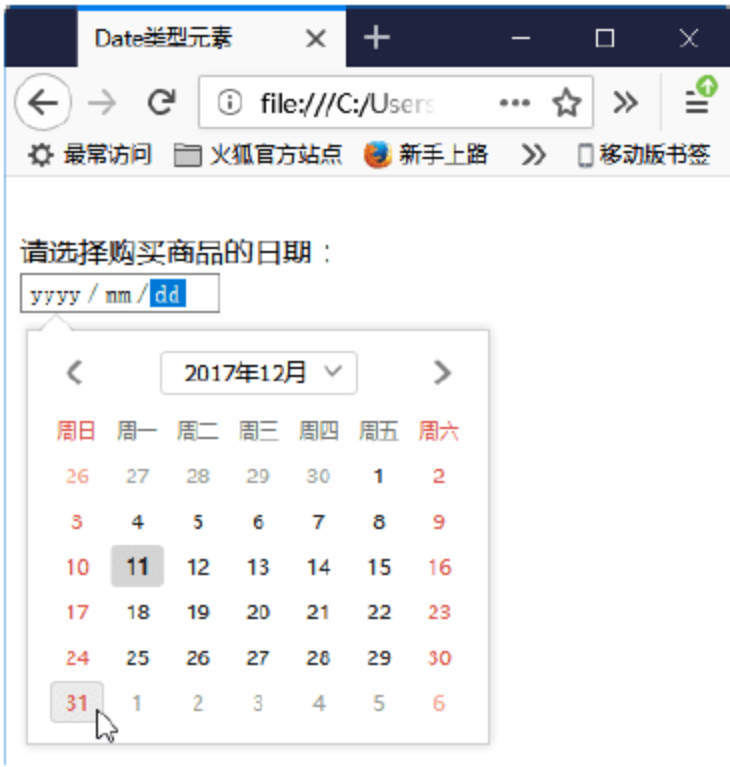 Date类型元素
file:///C:/Users
最常访问 火狐官方站点 新手上路 移动版书签
请选择购买商品的日期：
yyyy / mm / dd
2017年12月
周日 周一 周二 周三 周四 周五 周六
26 27 28 29 30 1 2
3 4 5 6 7 8 9
10 11 12 13 14 15 16
17 18 19 20 21 22 23
24 25 26 27 28 29 30
31 1 2 3 4 5 6